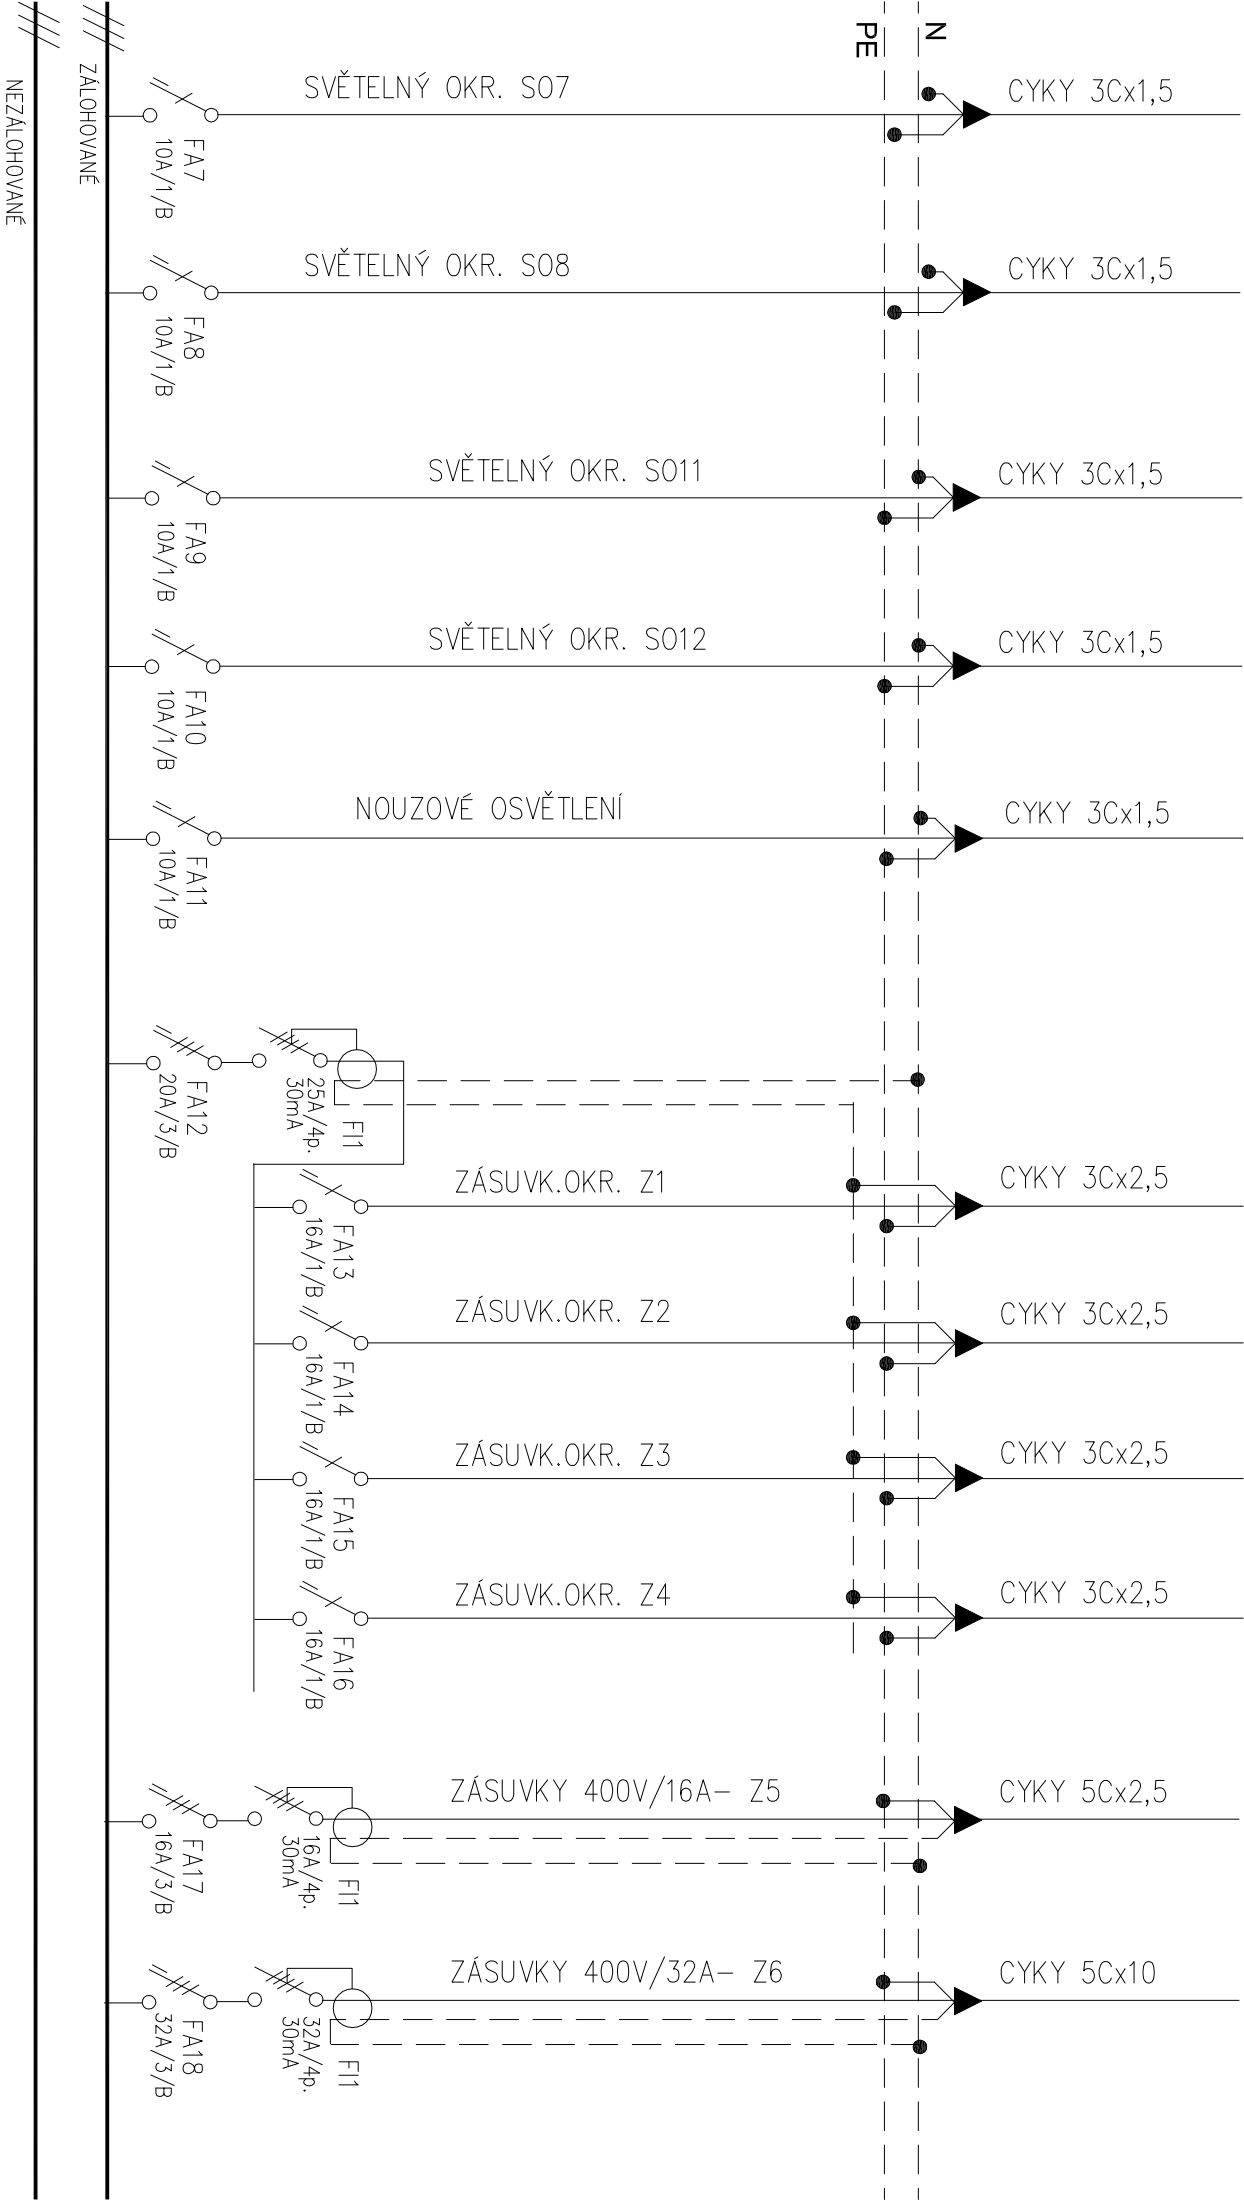 N
PE
ZÁLOHOVANÉ
NEZÁLOHOVANÉ
SVĚTELNÝ OKR. SO7
CYKY 3Cx1,5
FA7
10A/1/B
SVĚTELNÝ OKR. SO8
CYKY 3Cx1,5
FA8
10A/1/B
SVĚTELNÝ OKR. SO11
CYKY 3Cx1,5
FA9
10A/1/B
SVĚTELNÝ OKR. SO12
CYKY 3Cx1,5
FA10
10A/1/B
NOUZOVÉ OSVĚTLENÍ
CYKY 3Cx1,5
FA11
10A/1/B
FA12
20A/3/B
FI1
25A/4p.
30mA
ZÁSUVK.OKR. Z1
CYKY 3Cx2,5
FA13
16A/1/B
ZÁSUVK.OKR. Z2
CYKY 3Cx2,5
FA14
16A/1/B
ZÁSUVK.OKR. Z3
CYKY 3Cx2,5
FA15
16A/1/B
ZÁSUVK.OKR. Z4
CYKY 3Cx2,5
FA16
16A/1/B
ZÁSUVKY 400V/16A– Z5
CYKY 5Cx2,5
FA17
16A/3/B
FI1
16A/4p.
30mA
ZÁSUVKY 400V/32A– Z6
CYKY 5Cx10
FA18
32A/3/B
FI1
32A/4p.
30mA